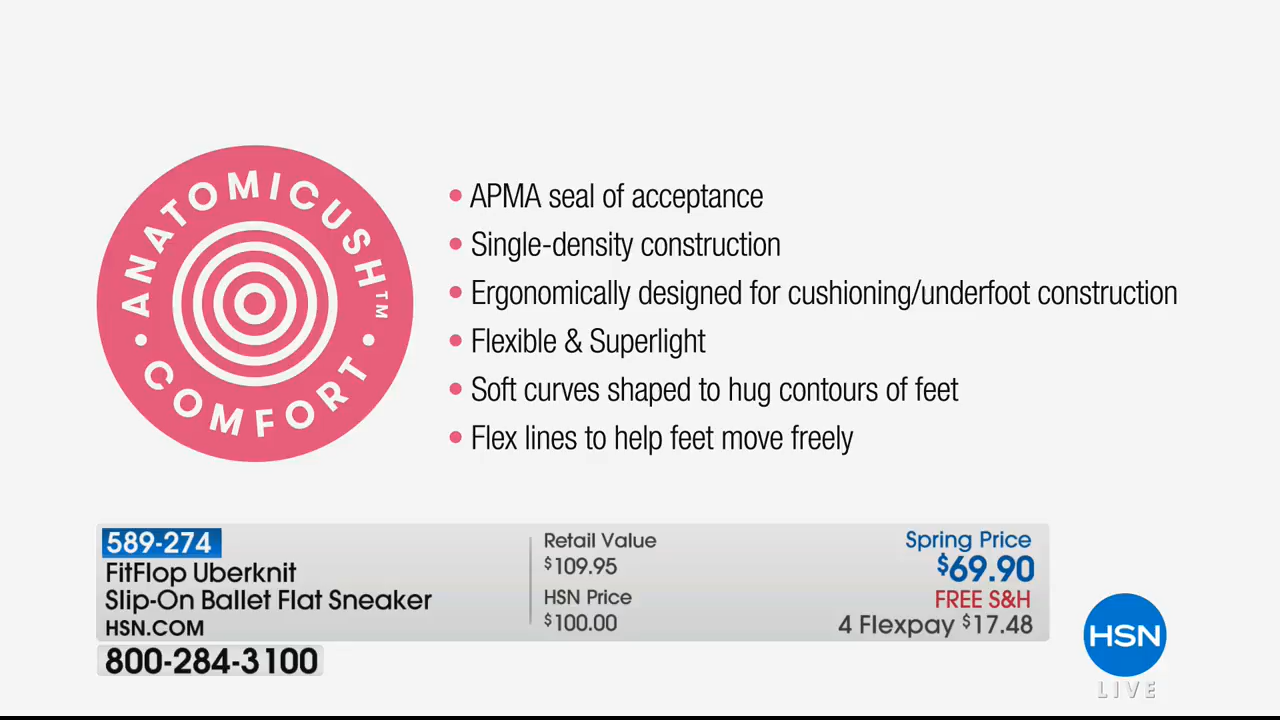 ANATOMICUSH™
• COMFORT •
• APMA seal of acceptance
• Single-density construction
• Ergonomically designed for cushioning/underfoot construction
• Flexible & Superlight
• Soft curves shaped to hug contours of feet
• Flex lines to help feet move freely
589-274
FitFlop Uberknit
Slip-On Ballet Flat Sneaker
HSN.COM
800-284-3100
Retail Value
$109.95
HSN Price
$100.00
Spring Price
$69.90
FREE S&H
4 Flexpay $17.48
HSN
LIVE